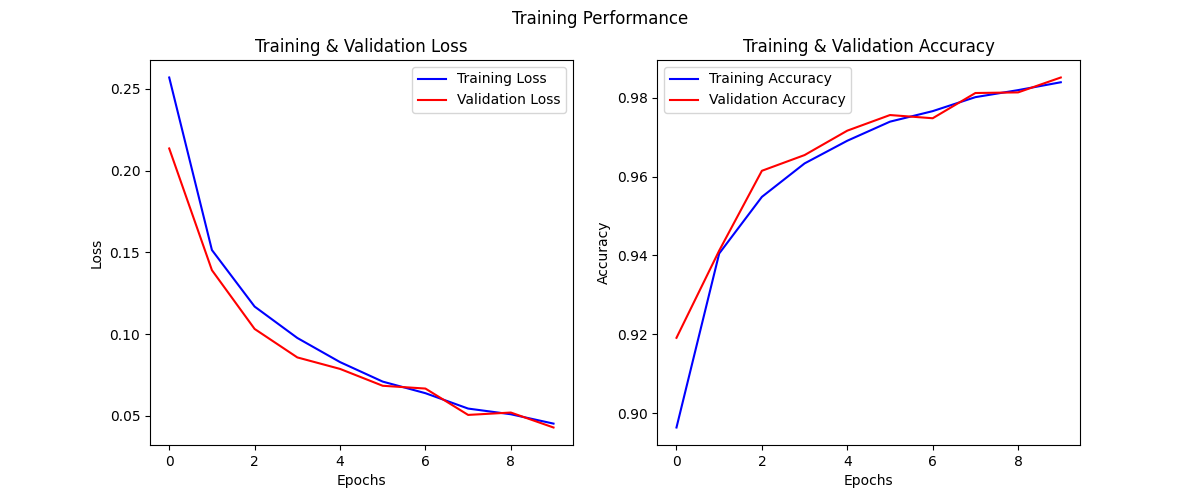 Training Performance
Training & Validation Loss
Training Loss
Validation Loss
0.25
0.20
0.15
0.10
0.05
Loss
0 2 4 6 8
Epochs
Training & Validation Accuracy
Training Accuracy
Validation Accuracy
0.98
0.96
0.94
0.92
0.90
Accuracy
0 2 4 6 8
Epochs